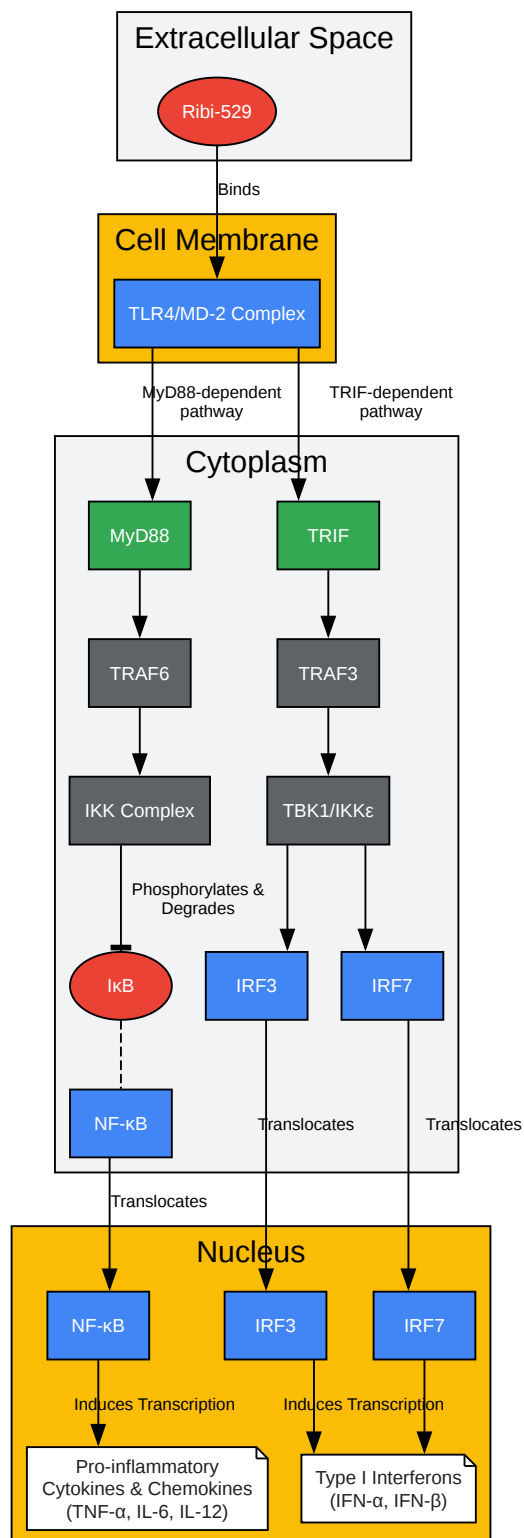 Extracellular Space
Ribi-529
Binds
Cell Membrane
TLR4/MD-2 Complex
MyD88-dependent
pathway
TRIF-dependent
pathway
Cytoplasm
MyD88
TRIF
TRAF6
TRAF3
IKK Complex
TBK1/IKKε
Phosphorylates &
Degrades
IκB
IRF3
IRF7
NF-κB
Translocates
Translocates
Translocates
Nucleus
NF-κB
IRF3
IRF7
Induces Transcription
Induces Transcription
Pro-inflammatory
Cytokines & Chemokines
(TNF-α, IL-6, IL-12)
Type I Interferons
(IFN-α, IFN-β)